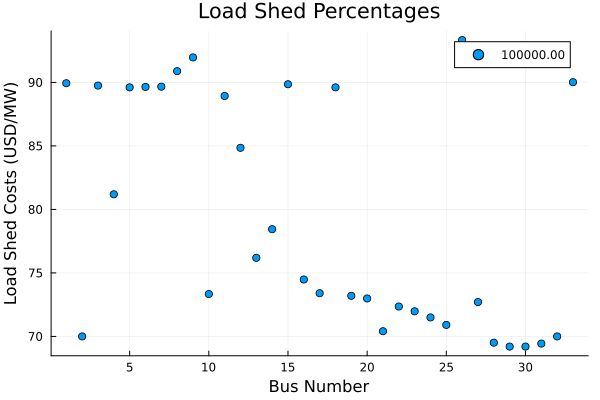 Load Shed Percentages
100000.00
Load Shed Costs (USD/MW)
90
85
80
75
70
5 10 15 20 25 30
Bus Number